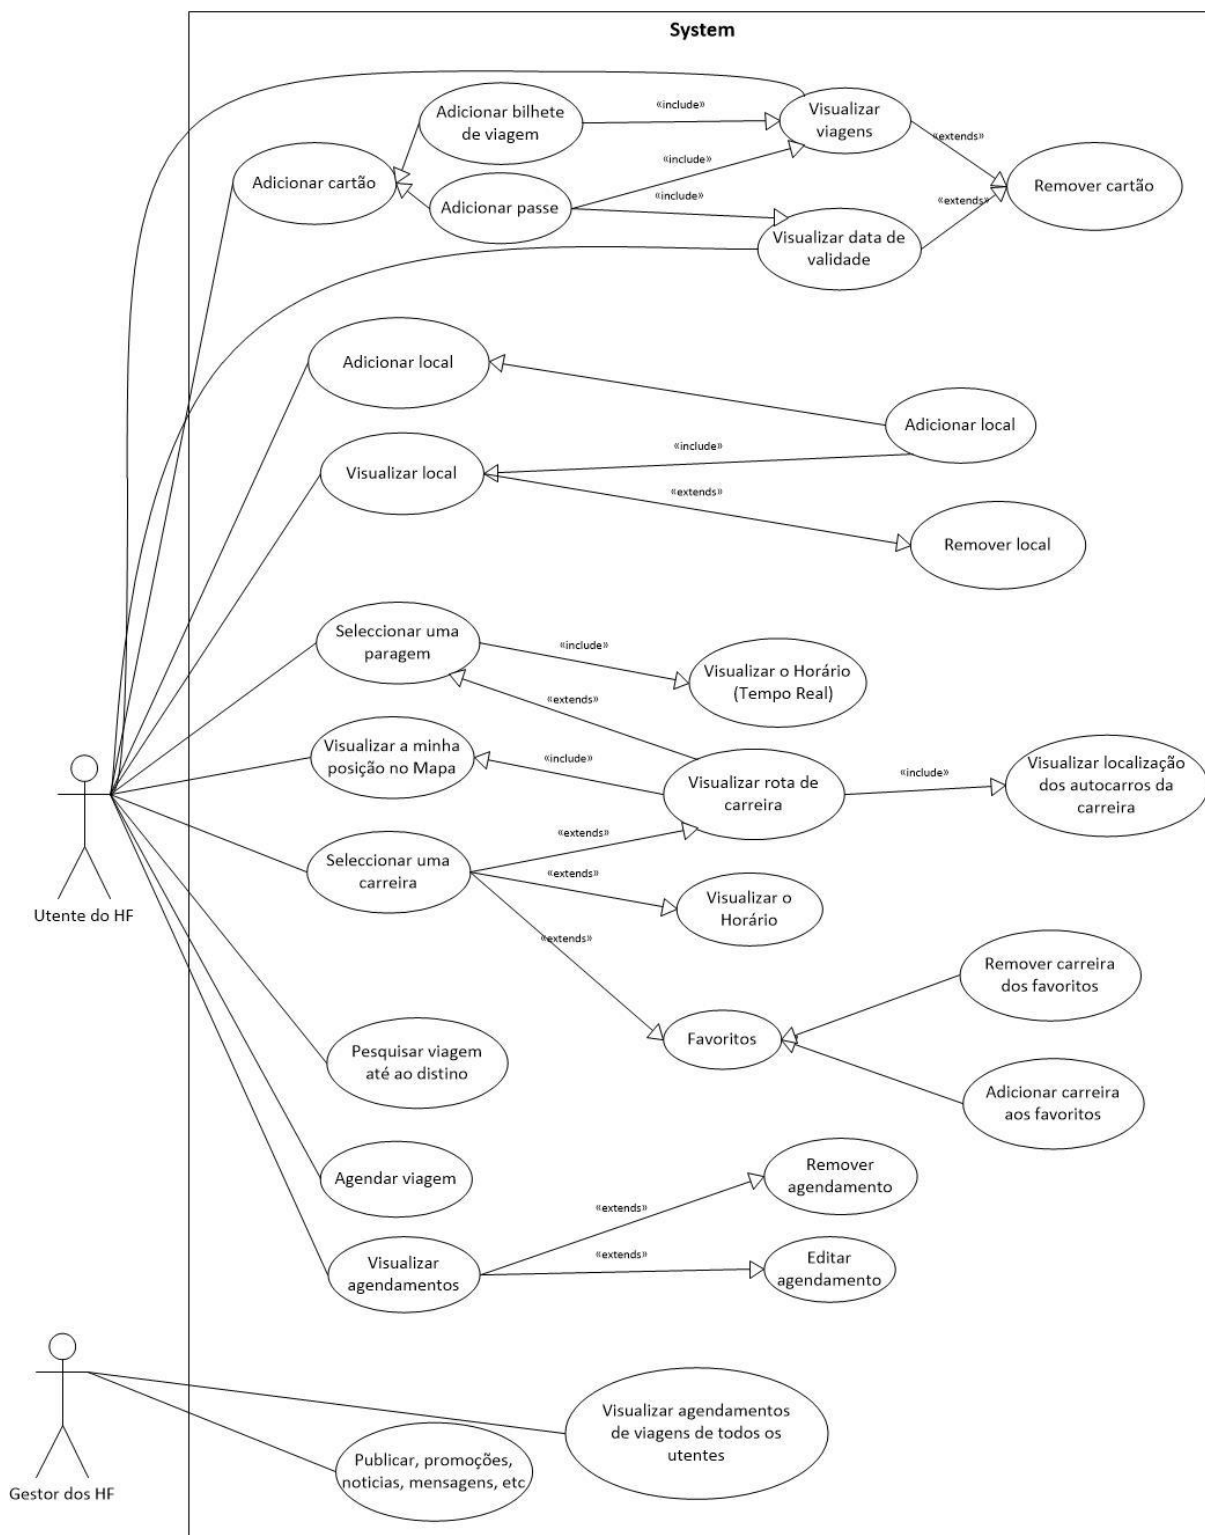 System
Adicionar bilhete
de viagem
«include»
Visualizar
viagens
«extends»
Adicionar cartão
«include»
Remover cartão
Adicionar passe
«include»
«extends»
Visualizar data de
validade
Adicionar local
Adicionar local
«include»
Visualizar local
«extends»
Remover local
Seleccionar uma
paragem
«include»
Visualizar o Horário
(Tempo Real)
«extends»
Visualizar a minha
posição no Mapa
«include»
Visualizar rota de
carreira
«include»
Visualizar localização
dos autocarros da
carreira
«extends»
Seleccionar uma
carreira
«extends»
Visualizar o
Horário
Utente do HF
«extends»
Remover carreira
dos favoritos
Favoritos
Pesquisar viagem
até ao distino
Adicionar carreira
aos favoritos
Agendar viagem
Remover
agendamento
«extends»
Visualizar
agendamentos
«extends»
Editar
agendamento
Visualizar agendamentos
de viagens de todos os
utentes
Publicar, promoções,
noticias, mensagens, etc
Gestor dos HF